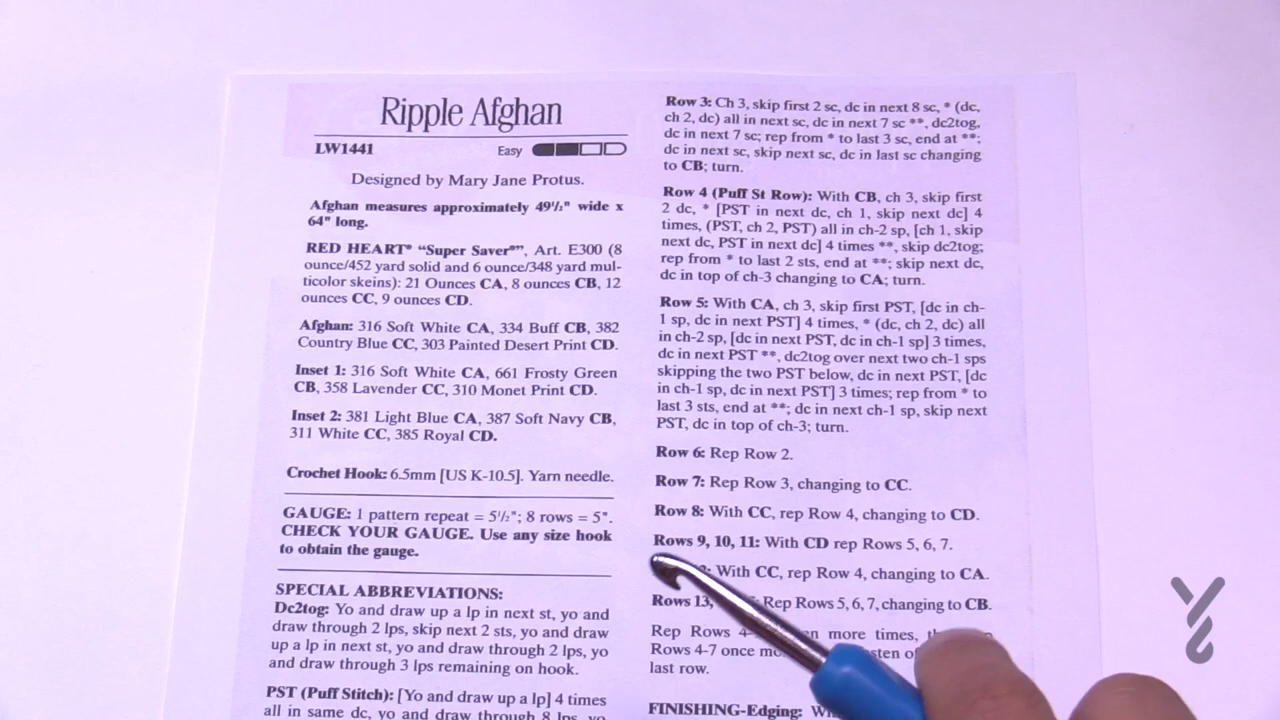 Ripple Afghan
LW1441 Easy
Designed by Mary Jane Protus.
Afghan measures approximately 49½" wide x
64" long.
RED HEART® “Super Saver®”, Art. E300 (8
ounce/452 yard solid and 6 ounce/348 yard mul-
ticolor skeins): 21 Ounces CA, 8 ounces CB, 12
ounces CC, 9 ounces CD.
Afghan: 316 Soft White CA, 334 Buff CB, 382
Country Blue CC, 303 Painted Desert Print CD.
Inset 1: 316 Soft White CA, 661 Frosty Green
CB, 358 Lavender CC, 310 Monet Print CD.
Inset 2: 381 Light Blue CA, 387 Soft Navy CB,
311 White CC, 385 Royal CD.
Crochet Hook: 6.5mm [US K-10.5]. Yarn needle.
GAUGE: 1 pattern repeat = 5½"; 8 rows = 5".
CHECK YOUR GAUGE. Use any size hook
to obtain the gauge.
SPECIAL ABBREVIATIONS:
Dc2tog: Yo and draw up a lp in next st, yo and
draw through 2 lps, skip next 2 sts, yo and draw
up a lp in next st, yo and draw through 2 lps, yo
and draw through 3 lps remaining on hook.
PST (Puff Stitch): [Yo and draw up a lp] 4 times
all in same dc, yo and draw through 8 lps, yo
Row 3: Ch 3, skip first 2 sc, dc in next 8 sc, * (dc,
ch 2, dc) all in next sc, dc in next 7 sc **, dc2tog,
dc in next 7 sc; rep from * to last 3 sc, end at **;
dc in next sc, skip next sc, dc in last sc changing
to CB; turn.
Row 4 (Puff St Row): With CB, ch 3, skip first
2 dc, * [PST in next dc, ch 1, skip next dc] 4
times, (PST, ch 2, PST) all in ch-2 sp, [ch 1, skip
next dc, PST in next dc] 4 times **, skip dc2tog;
rep from * to last 2 sts, end at **; skip next dc,
dc in top of ch-3 changing to CA; turn.
Row 5: With CA, ch 3, skip first PST, [dc in ch-
1 sp, dc in next PST] 4 times, * (dc, ch 2, dc) all
in ch-2 sp, [dc in next PST, dc in ch-1 sp] 3 times,
dc in next PST **, dc2tog over next two ch-1 sps
skipping the two PST below, dc in next PST, [dc
in ch-1 sp, dc in next PST] 3 times; rep from * to
last 3 sts, end at **; dc in next ch-1 sp, skip next
PST, dc in top of ch-3; turn.
Row 6: Rep Row 2.
Row 7: Rep Row 3, changing to CC.
Row 8: With CC, rep Row 4, changing to CD.
Rows 9, 10, 11: With CD rep Rows 5, 6, 7.
With CC, rep Row 4, changing to CA.
Rows 13, Rep Rows 5, 6, 7, changing to CB.
Rep Rows more times,
Rows 4-7 once
last row.
FINISHING-Edging: